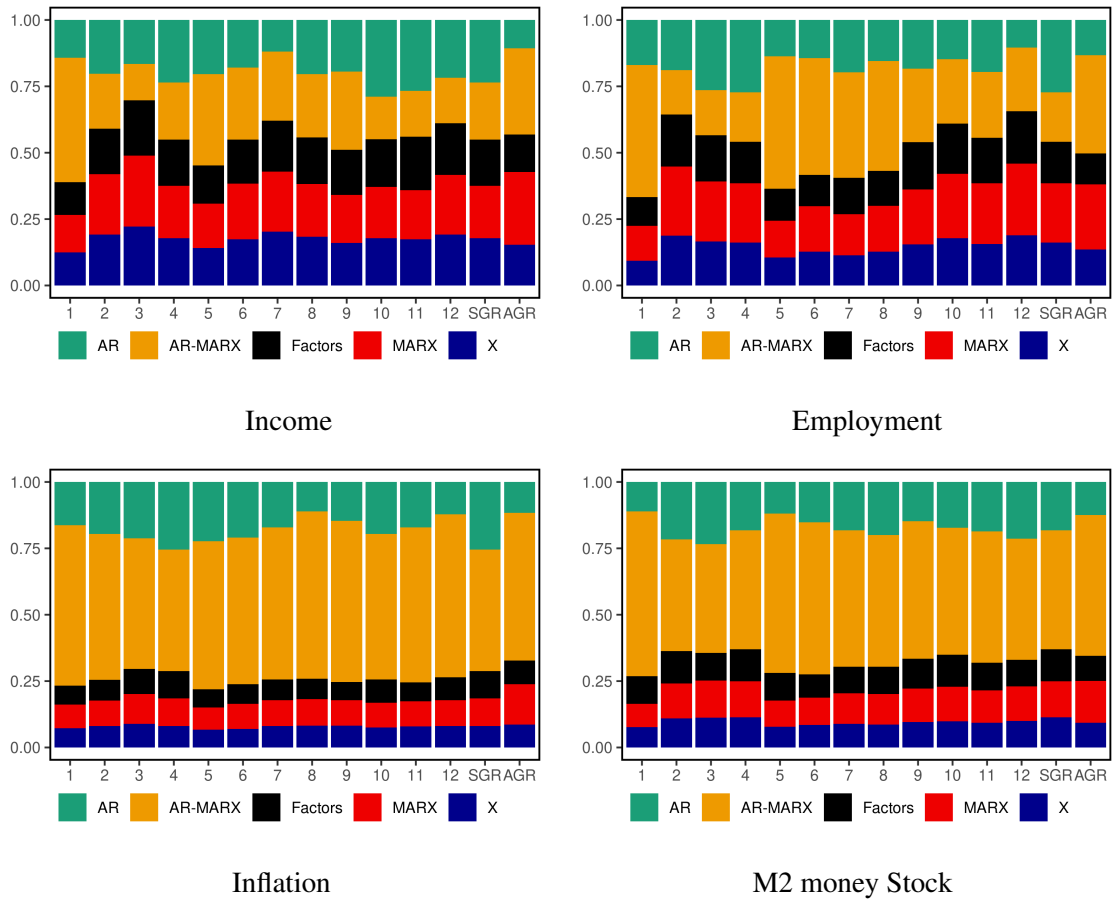 1.00
0.75
0.50
0.25
0.00
1 2 3 4 5 6 7 8 9 10 11 12 SGR AGR
AR AR-MARX Factors MARX X
Income
1.00
0.75
0.50
0.25
0.00
1 2 3 4 5 6 7 8 9 10 11 12 SGR AGR
AR AR-MARX Factors MARX X
Employment
1.00
0.75
0.50
0.25
0.00
1 2 3 4 5 6 7 8 9 10 11 12 SGR AGR
AR AR-MARX Factors MARX X
Inflation
1.00
0.75
0.50
0.25
0.00
1 2 3 4 5 6 7 8 9 10 11 12 SGR AGR
AR AR-MARX Factors MARX X
M2 money Stock